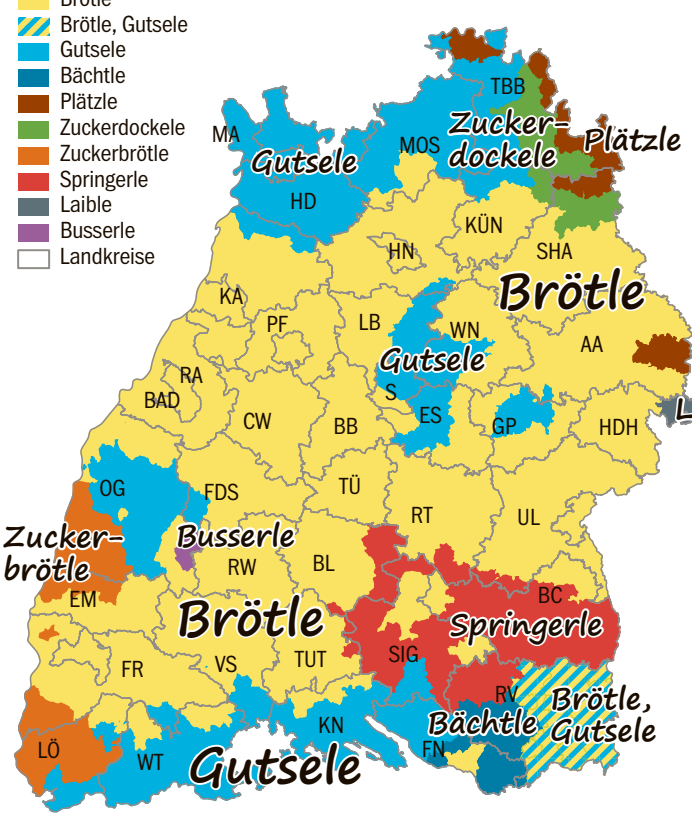 Brötle
Brötle, Gutsele
Gutsele
Bächtle
Plätzle
Zuckerdockele
Zuckerbrötle
Springerle
Laible
Busserle
Landkreise
TBB
MA
Gutsele
MOS
Zucker-
dockele
Plätzle
HD
KÜN
HN
SHA
Brötle
KA
PF
LB
WN
AA
Gutsele
RA
BAD
S
ES
GP
L
CW
BB
HDH
OG
FDS
TÜ
RT
UL
Zucker-
brötle
Busserle
RW
BL
EM
BC
Brötle
Springerle
FR
VS
TUT
SIG
RV
Brötle,
Gutsele
LÖ
WT
Gutsele
KN
Bächtle
FN